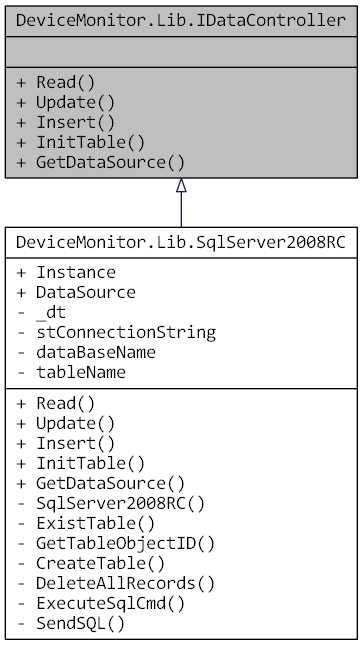 DeviceMonitor.Lib.IDataController
+ Read()
+ Update()
+ Insert()
+ InitTable()
+ GetDataSource()
DeviceMonitor.Lib.SqlServer2008RC
+ Instance
+ DataSource
- _dt
- stConnectionString
- dataBaseName
- tableName
+ Read()
+ Update()
+ Insert()
+ InitTable()
+ GetDataSource()
- SqlServer2008RC()
- ExistTable()
- GetTableObjectID()
- CreateTable()
- DeleteAllRecords()
- ExecuteSqlCmd()
- SendSQL()